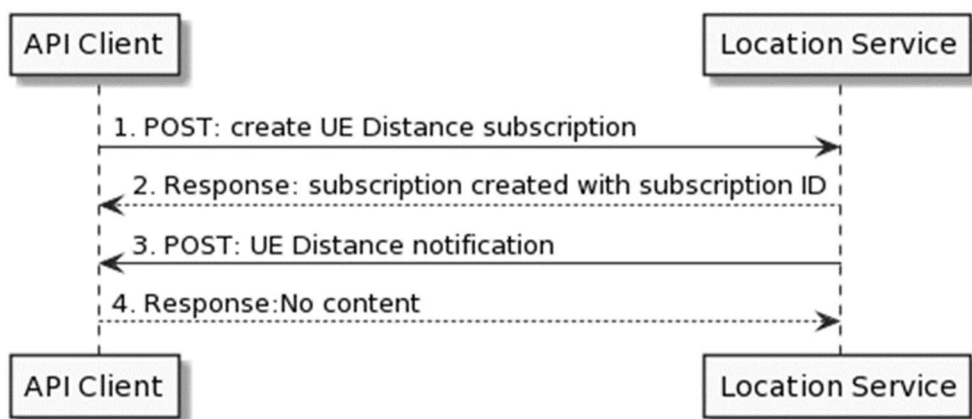 API Client
Location Service
1. POST: create UE Distance subscription
2. Response: subscription created with subscription ID
3. POST: UE Distance notification
4. Response:No content
API Client
Location Service